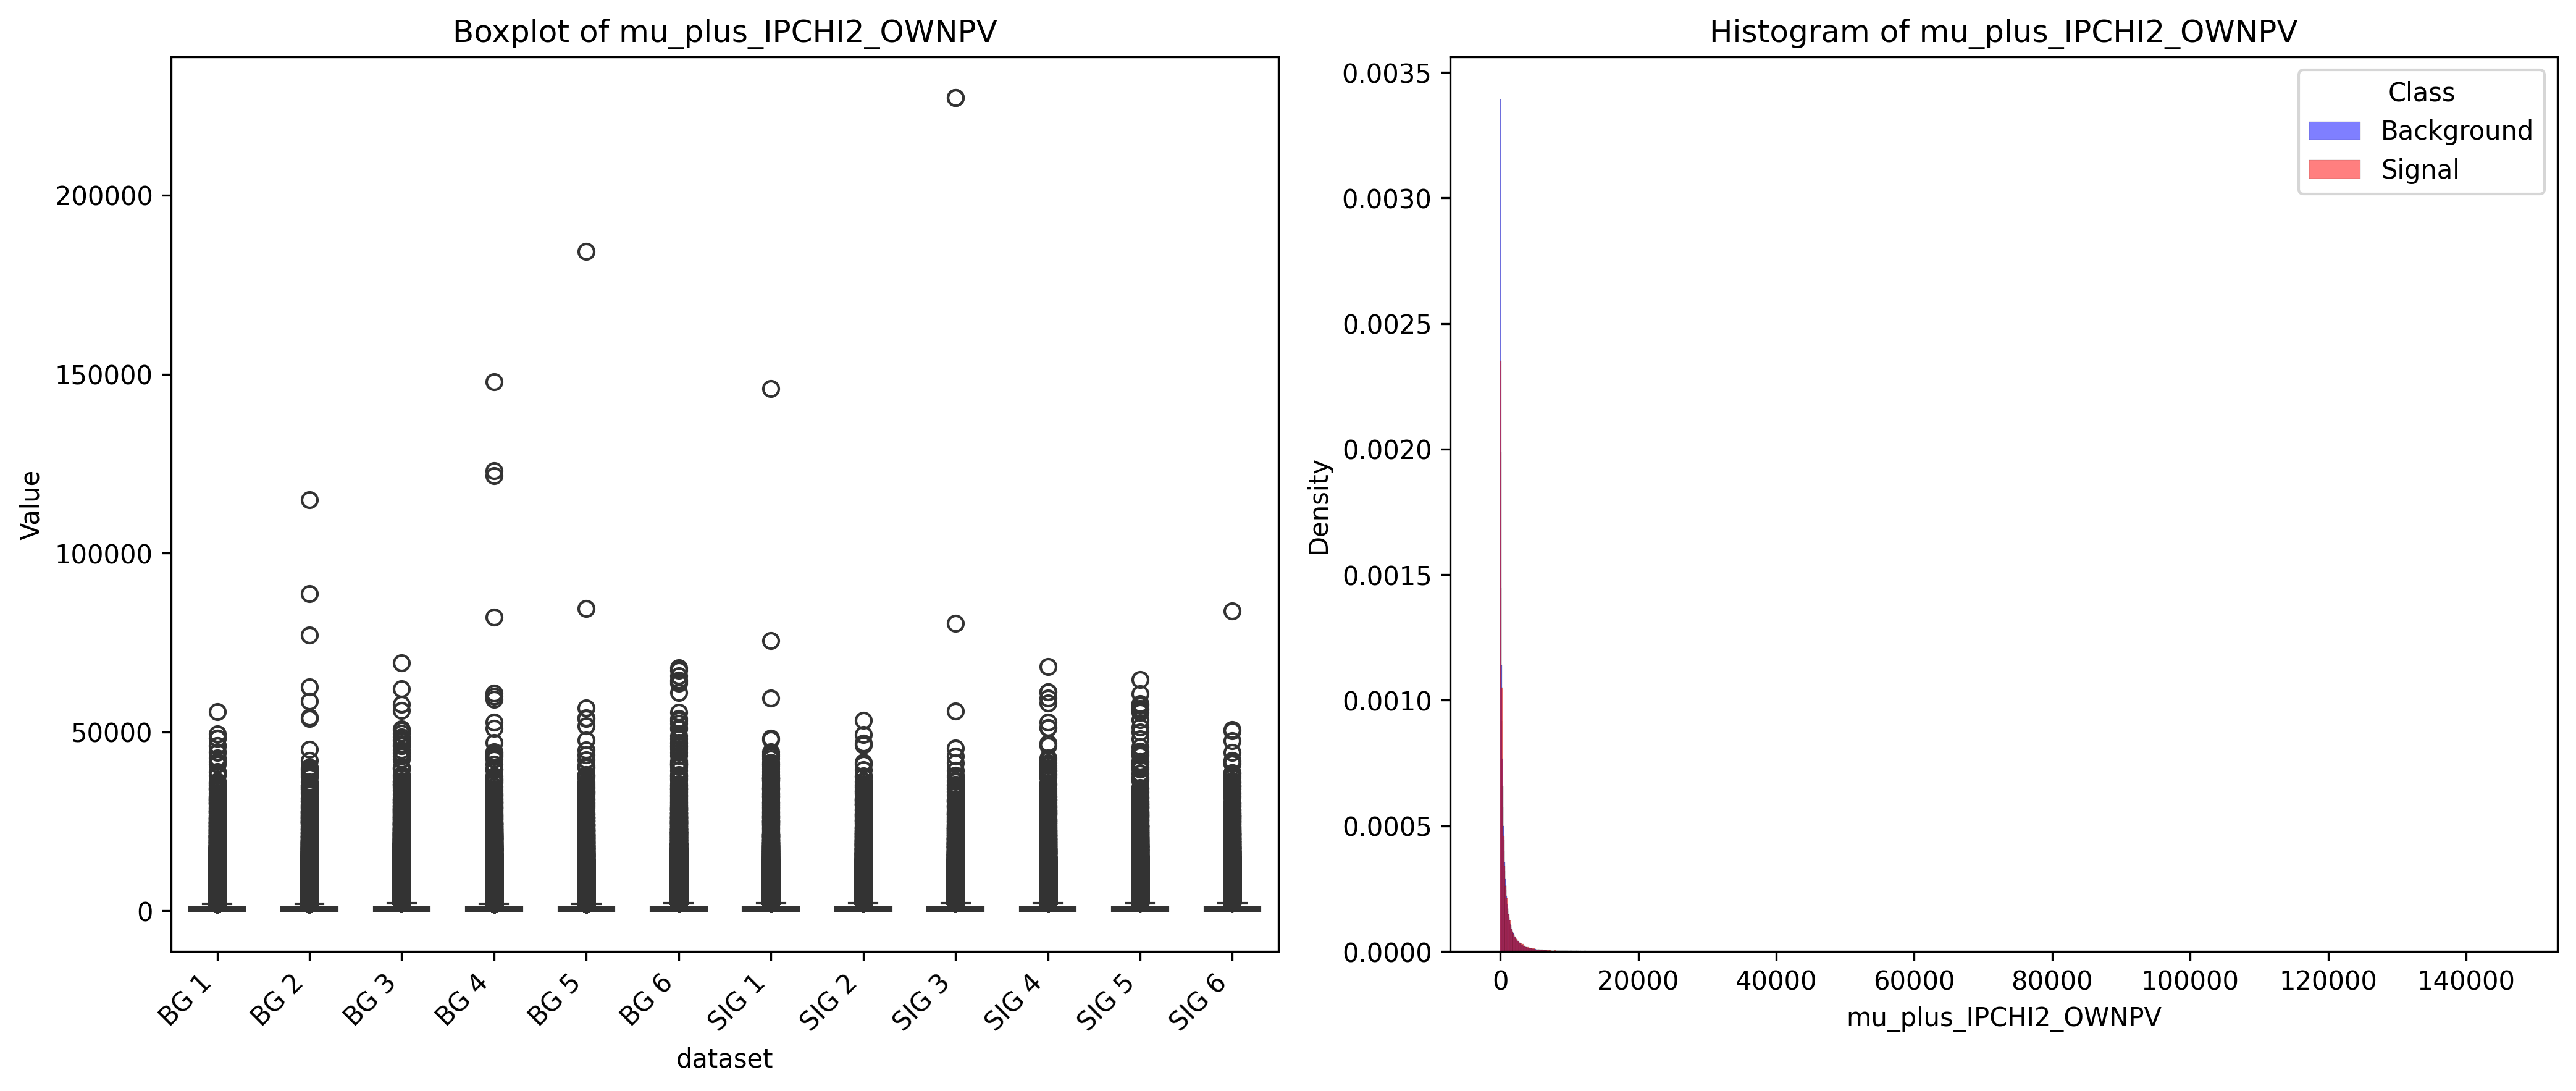 Boxplot of mu_plus_IPCHI2_OWNPV
Value
200000
150000
100000
50000
0
BG 1
BG 2
BG 3
BG 4
BG 5
BG 6
SIG 1
SIG 2
SIG 3
SIG 4
SIG 5
SIG 6
dataset
Histogram of mu_plus_IPCHI2_OWNPV
Class
Background
Signal
Density
0.0035
0.0030
0.0025
0.0020
0.0015
0.0010
0.0005
0.0000
0 20000 40000 60000 80000 100000 120000 140000
mu_plus_IPCHI2_OWNPV